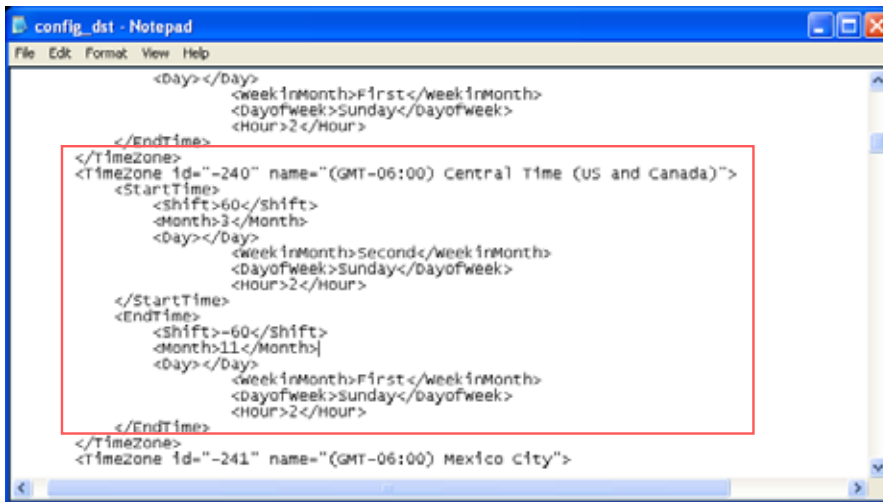 config_dst - Notepad
File Edit Format View Help
<Day></Day>
<WeekinMonth>First</WeekinMonth>
<DayofWeek>Sunday</DayofWeek>
<Hour>2</Hour>
</EndTime>
</TimeZone>
<TimeZone id="-240" name="(GMT-06:00) Central Time (US and Canada)">
<StartTime>
<Shift>60</Shift>
<Month>3</Month>
<Day></Day>
<WeekinMonth>Second</WeekinMonth>
<DayofWeek>Sunday</DayofWeek>
<Hour>2</Hour>
</StartTime>
<EndTime>
<Shift>-60</Shift>
<Month>11</Month>
<Day></Day>
<WeekinMonth>First</WeekinMonth>
<DayofWeek>Sunday</DayofWeek>
<Hour>2</Hour>
</EndTime>
</TimeZone>
<TimeZone id="-241" name="(GMT-06:00) Mexico City">